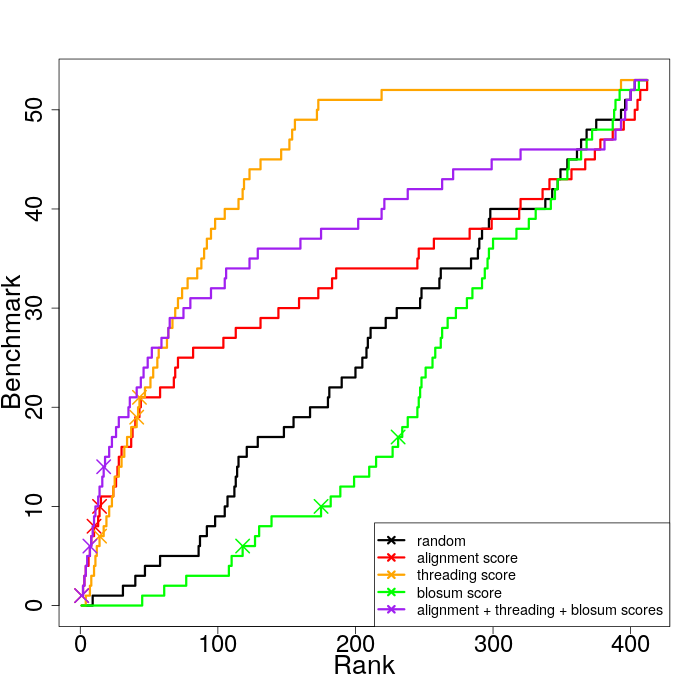 50
40
30
20
10
0
Benchmark
random
alignment score
threading score
blosum score
alignment + threading + blosum scores
0 100 200 300 400
Rank